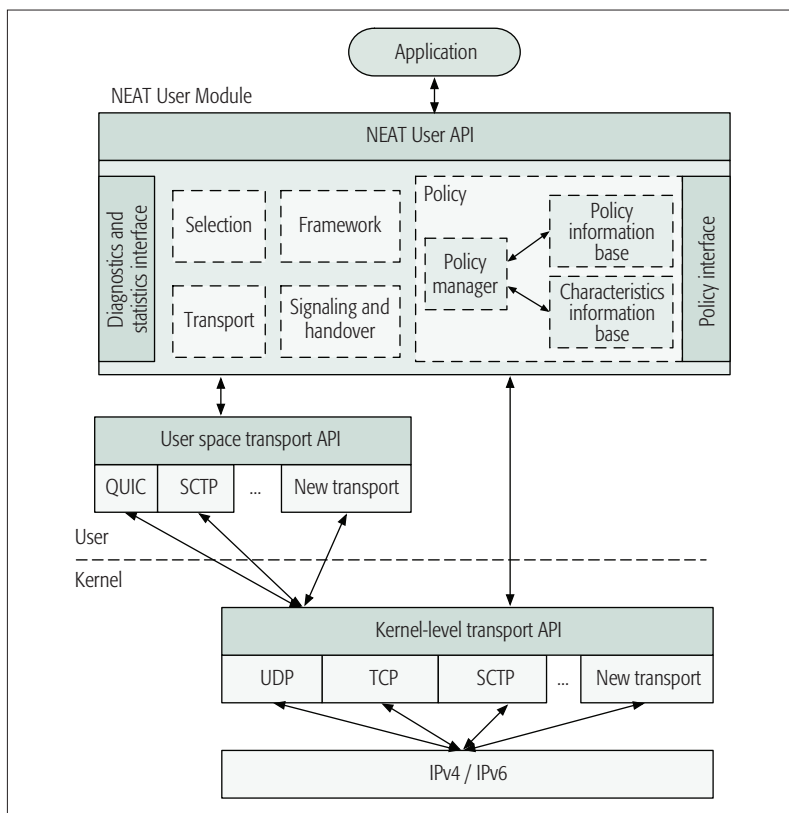 Application
NEAT User Module
NEAT User API
Diagnostics and
statistics interface
Selection
Framework
Transport
Signaling and
handover
Policy
Policy
manager
Policy
information
base
Characteristics
information
base
Policy interface
User space transport API
QUIC
SCTP
...
New transport
User
Kernel
Kernel-level transport API
UDP
TCP
SCTP
...
New transport
IPv4 / IPv6